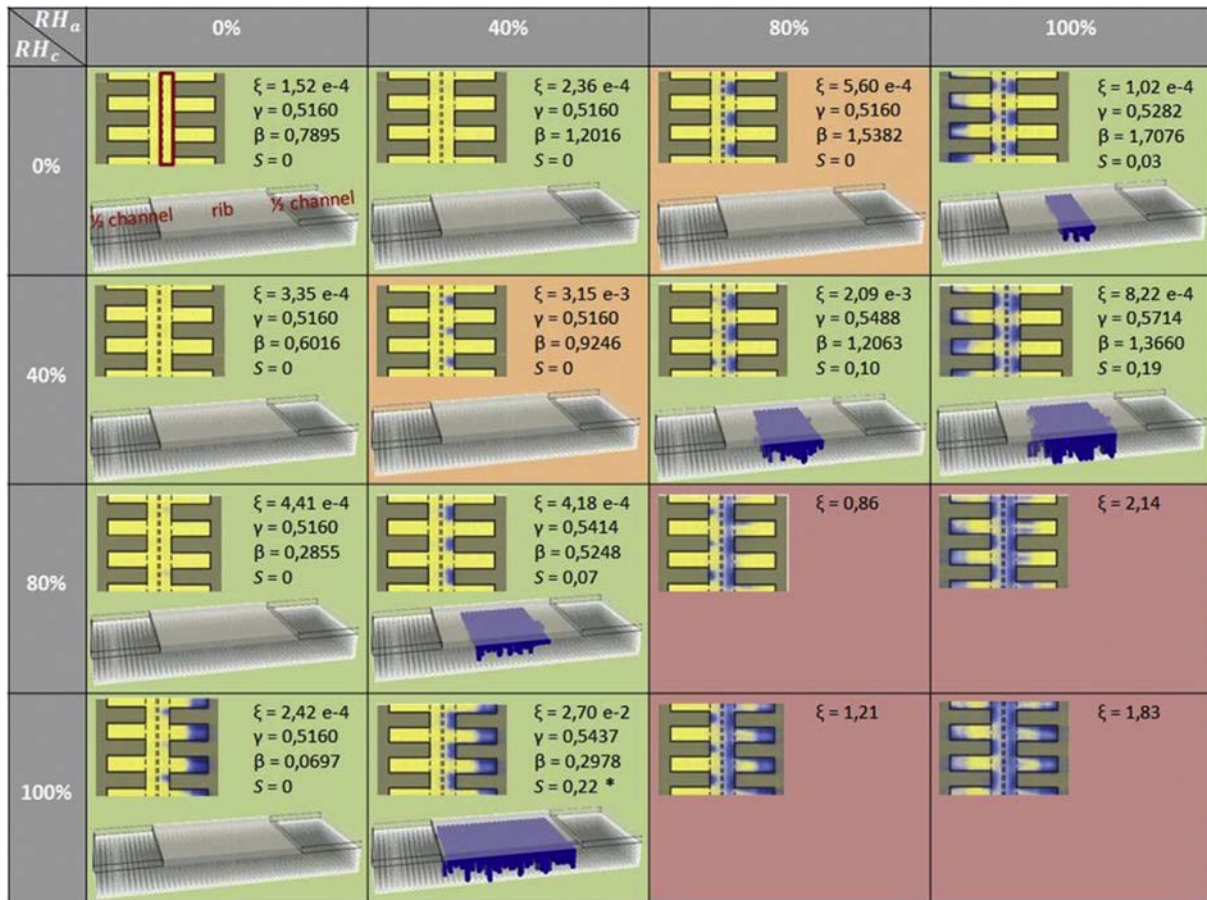 RHa
RHc
0%
40%
80%
100%
0%
ξ = 1,52 e-4
γ = 0,5160
β = 0,7895
S = 0
½ channel rib ½ channel
ξ = 2,36 e-4
γ = 0,5160
β = 1,2016
S = 0
ξ = 5,60 e-4
γ = 0,5160
β = 1,5382
S = 0
ξ = 1,02 e-4
γ = 0,5282
β = 1,7076
S = 0,03
40%
ξ = 3,35 e-4
γ = 0,5160
β = 0,6016
S = 0
ξ = 3,15 e-3
γ = 0,5160
β = 0,9246
S = 0
ξ = 2,09 e-3
γ = 0,5488
β = 1,2063
S = 0,10
ξ = 8,22 e-4
γ = 0,5714
β = 1,3660
S = 0,19
80%
ξ = 4,41 e-4
γ = 0,5160
β = 0,2855
S = 0
ξ = 4,18 e-4
γ = 0,5414
β = 0,5248
S = 0,07
ξ = 0,86
ξ = 2,14
100%
ξ = 2,42 e-4
γ = 0,5160
β = 0,0697
S = 0
ξ = 2,70 e-2
γ = 0,5437
β = 0,2978
S = 0,22 *
ξ = 1,21
ξ = 1,83